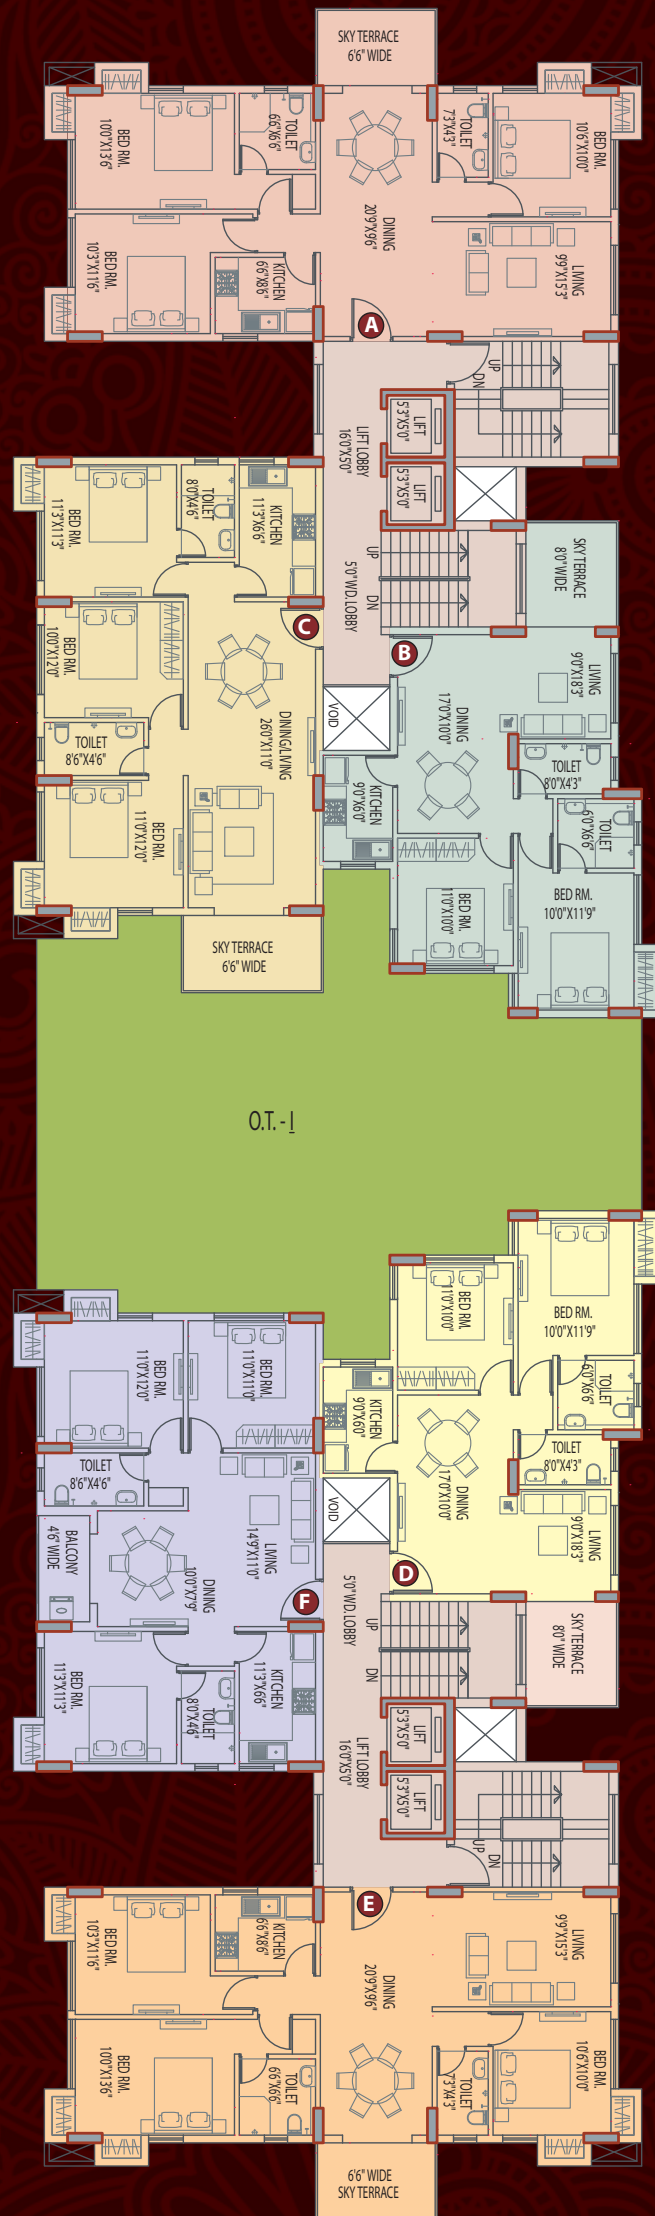 SKY TERRACE
6'6" WIDE
BED RM.
10'0"X13'6"
TOILET
6'6"X6'6"
TOILET
7'3"X4'3"
BED RM.
10'6"X10'0"
DINING
20'9"X9'6"
BED RM.
10'3"X11'6"
KITCHEN
6'6"X8'6"
LIVING
9'9"X15'3"
A
UP
DN
LIFT
5'3"X5'0"
LIFT LOBBY
16'0"X5'0"
LIFT
5'3"X5'0"
BED RM.
11'3"X11'3"
TOILET
8'0"X4'6"
KITCHEN
11'3"X6'6"
UP
DN
5'0" WD. LOBBY
SKY TERRACE
8'0" WIDE
C
B
BED RM.
10'0"X12'0"
LIVING
9'0"X18'3"
DINING
17'0"X10'0"
VOID
DINING/LIVING
26'0"X11'0"
TOILET
8'6"X4'6"
TOILET
8'0"X4'3"
KITCHEN
9'0"X6'0"
TOILET
6'0"X6'6"
BED RM.
11'0"X12'0"
BED RM.
11'0"X10'0"
BED RM.
10'0"X11'9"
SKY TERRACE
6'6" WIDE
O.T. - I
BED RM.
11'0"X10'0"
BED RM.
10'0"X11'9"
BED RM.
11'0"X12'0"
BED RM.
11'0"X11'0"
TOILET
6'0"X6'6"
KITCHEN
9'0"X6'0"
TOILET
8'0"X4'3"
TOILET
8'6"X4'6"
DINING
17'0"X10'0"
VOID
LIVING
9'0"X18'3"
BALCONY
4'6" WIDE
LIVING
14'9"X11'0"
DINING
10'0"X7'9"
D
F
5'0" WD. LOBBY
UP
DN
SKY TERRACE
8'0" WIDE
BED RM.
11'3"X11'3"
TOILET
8'0"X4'6"
KITCHEN
11'3"X6'6"
LIFT
5'3"X5'0"
LIFT LOBBY
16'0"X5'0"
LIFT
5'3"X5'0"
UP
DN
E
BED RM.
10'3"X11'6"
KITCHEN
6'6"X8'6"
LIVING
9'9"X15'3"
DINING
20'9"X9'6"
BED RM.
10'0"X13'6"
TOILET
6'6"X6'6"
TOILET
7'3"X4'3"
BED RM.
10'6"X10'0"
6'6" WIDE
SKY TERRACE